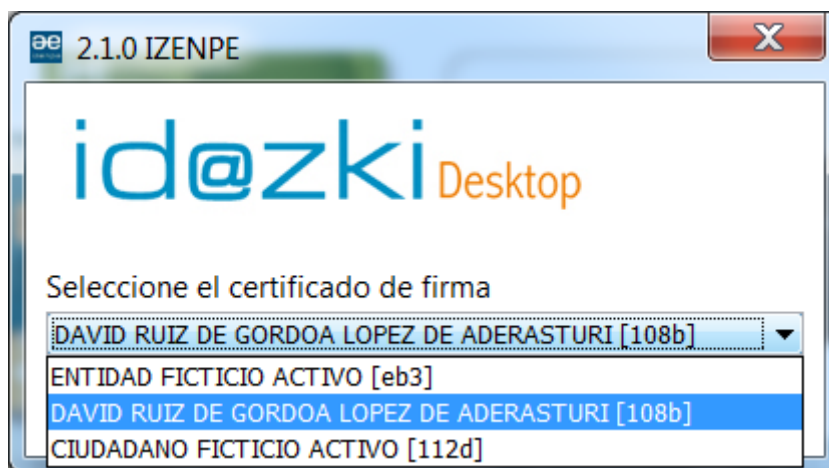 2.1.0 IZENPE
id@zki Desktop
Seleccione el certificado de firma
DAVID RUIZ DE GORDOA LOPEZ DE ADERASTURI [108b]
ENTIDAD FICTICIO ACTIVO [eb3]
DAVID RUIZ DE GORDOA LOPEZ DE ADERASTURI [108b]
CIUDADANO FICTICIO ACTIVO [112d]